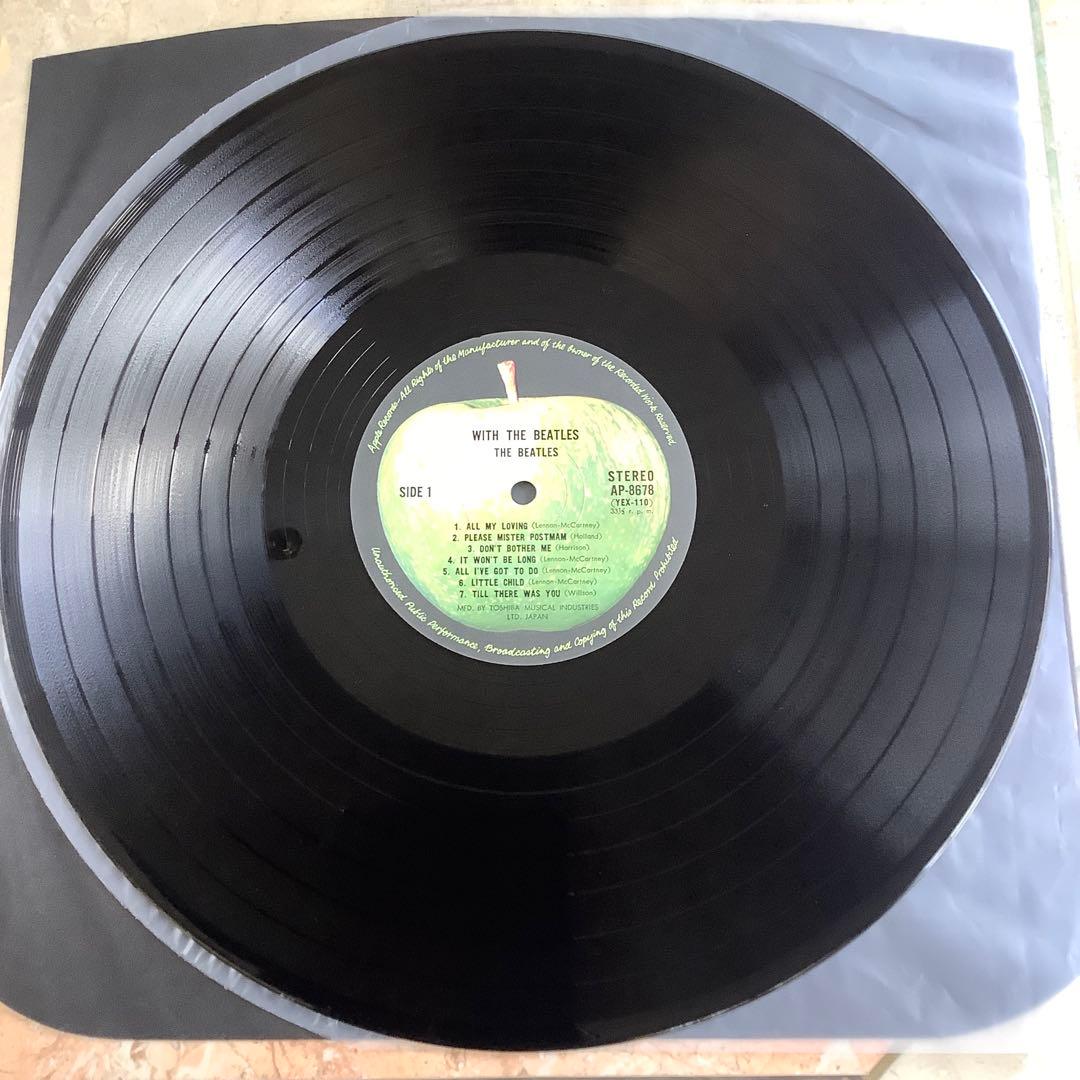 Apple Records · All Rights of the Manufacturer and of the Owner of the Recorded Work Reserved
WITH THE BEATLES
THE BEATLES
SIDE 1
STEREO
AP-8678
(YEX-110)
33⅓ r. p. m.
1. ALL MY LOVING (Lennon-McCartney)
2. PLEASE MISTER POSTMAM (Holland)
3. DON'T BOTHER ME (Harrison)
4. IT WON'T BE LONG (Lennon-McCartney)
5. ALL I'VE GOT TO DO (Lennon-McCartney)
6. LITTLE CHILD (Lennon-McCartney)
7. TILL THERE WAS YOU (Willson)
MFD. BY TOSHIBA MUSICAL INDUSTRIES
LTD. JAPAN
Unauthorised Public Performance, Broadcasting and Copying of this Record Prohibited